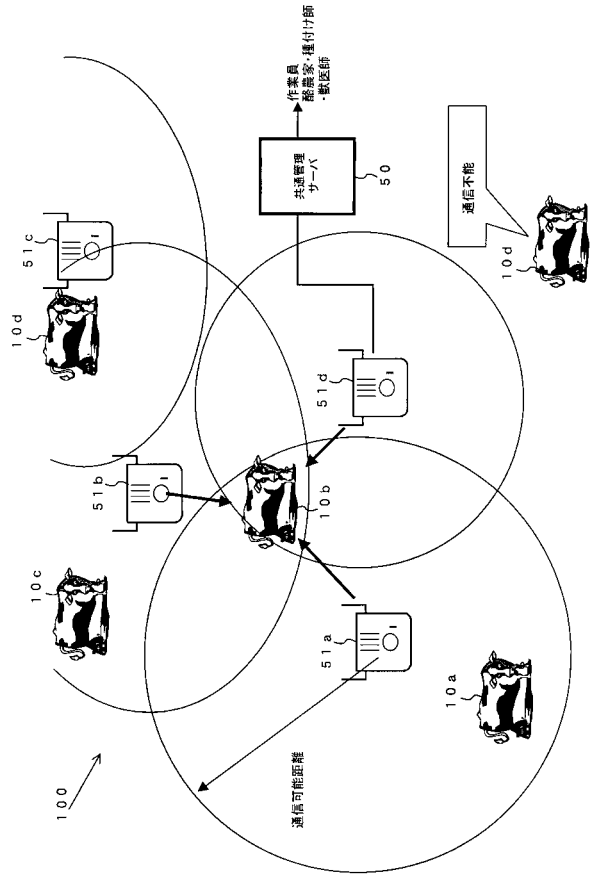 100
10c
51b
10d
51c
通信可能距離
51a
10a
10b
51d
共通管理
サーバ
50
作業員
酪農家・種付け師
・獣医師
通信不能
10d